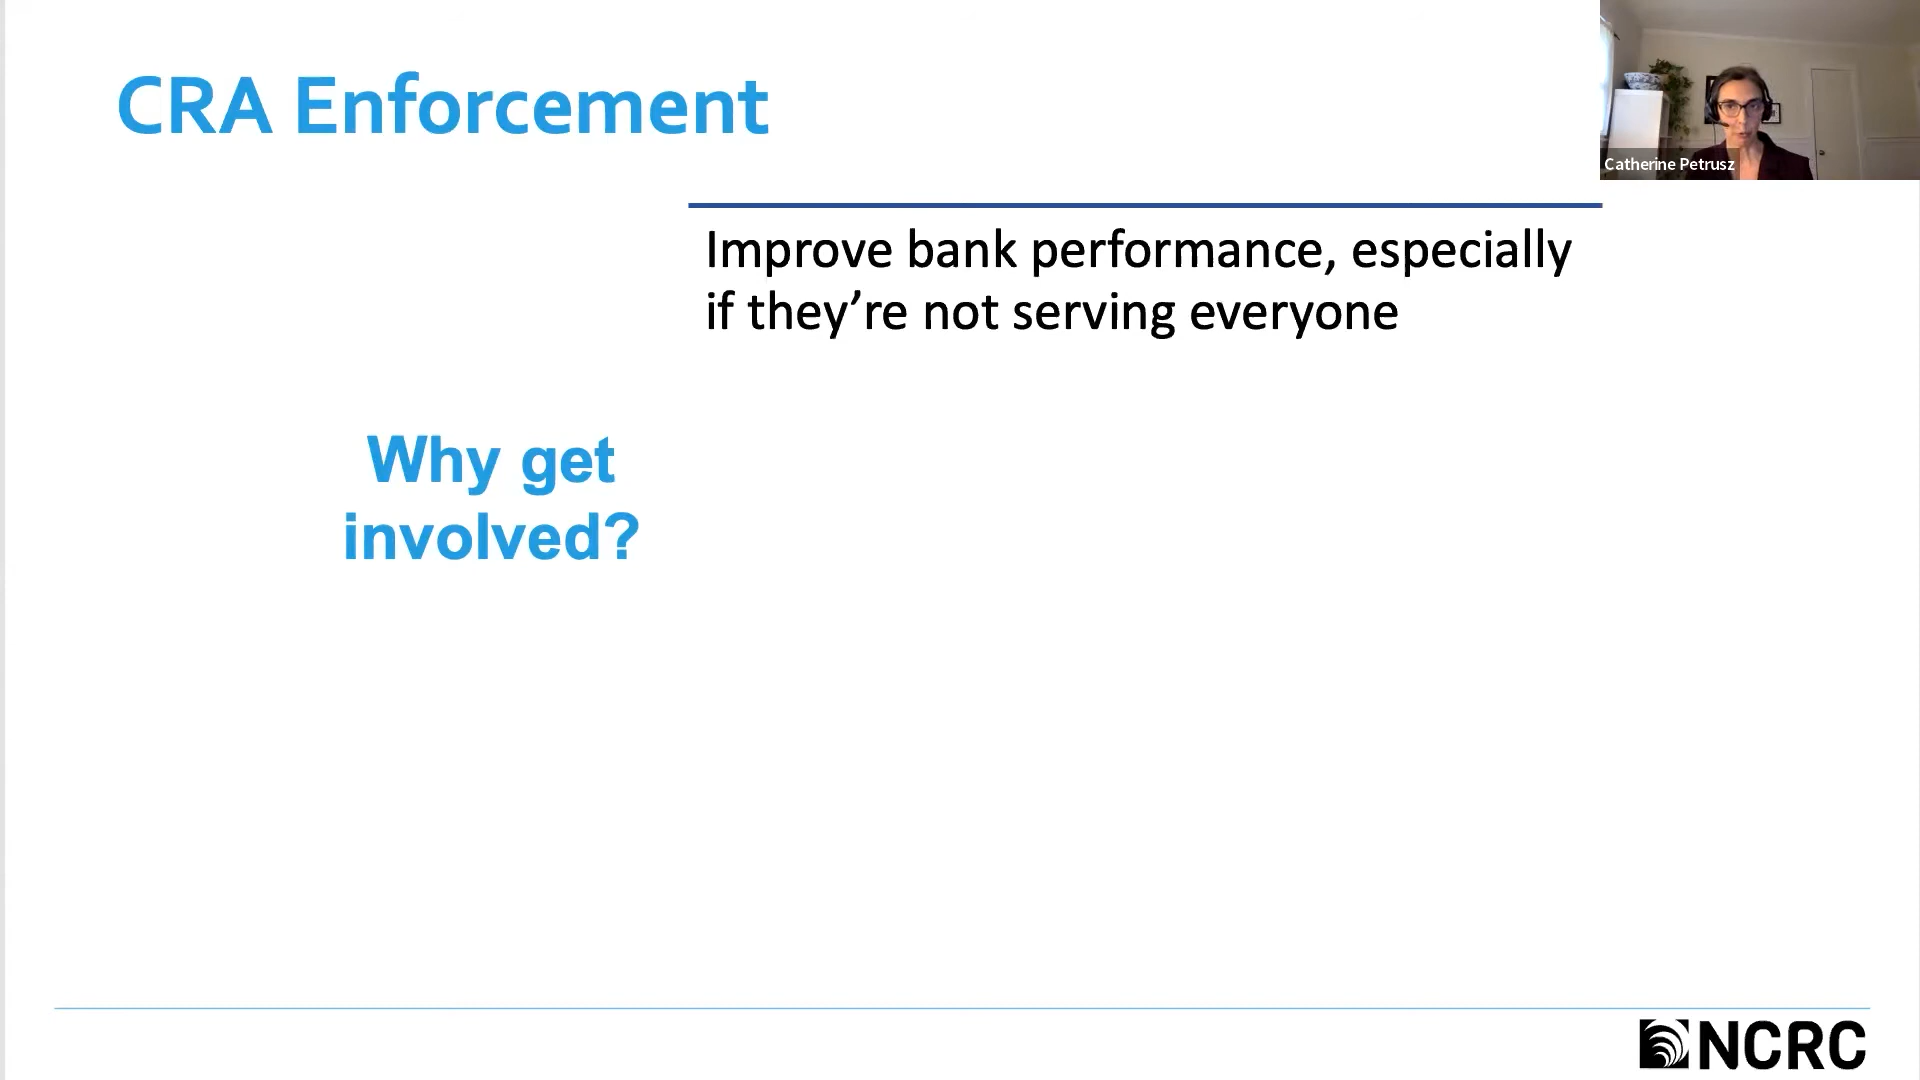 CRA Enforcement
Catherine Petrusz
Improve bank performance, especially
if they’re not serving everyone
Why get
involved?
NCRC